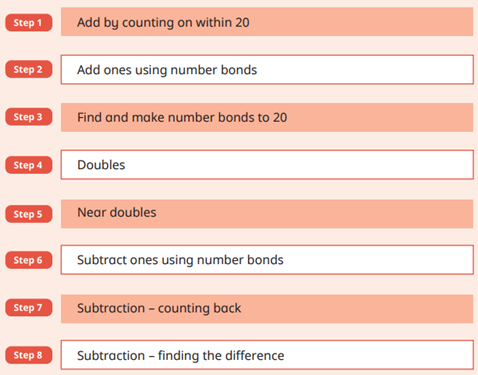 Step 1 Add by counting on within 20
Step 2 Add ones using number bonds
Step 3 Find and make number bonds to 20
Step 4 Doubles
Step 5 Near doubles
Step 6 Subtract ones using number bonds
Step 7 Subtraction – counting back
Step 8 Subtraction – finding the difference